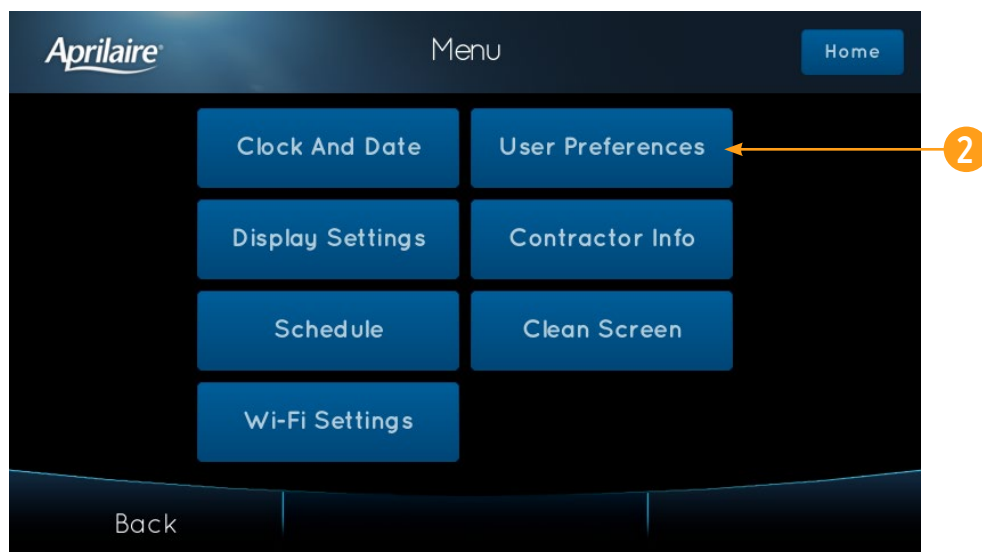 Aprilaire Menu Home
Clock And Date User Preferences 2
Display Settings Contractor Info
Schedule Clean Screen
Wi-Fi Settings
Back